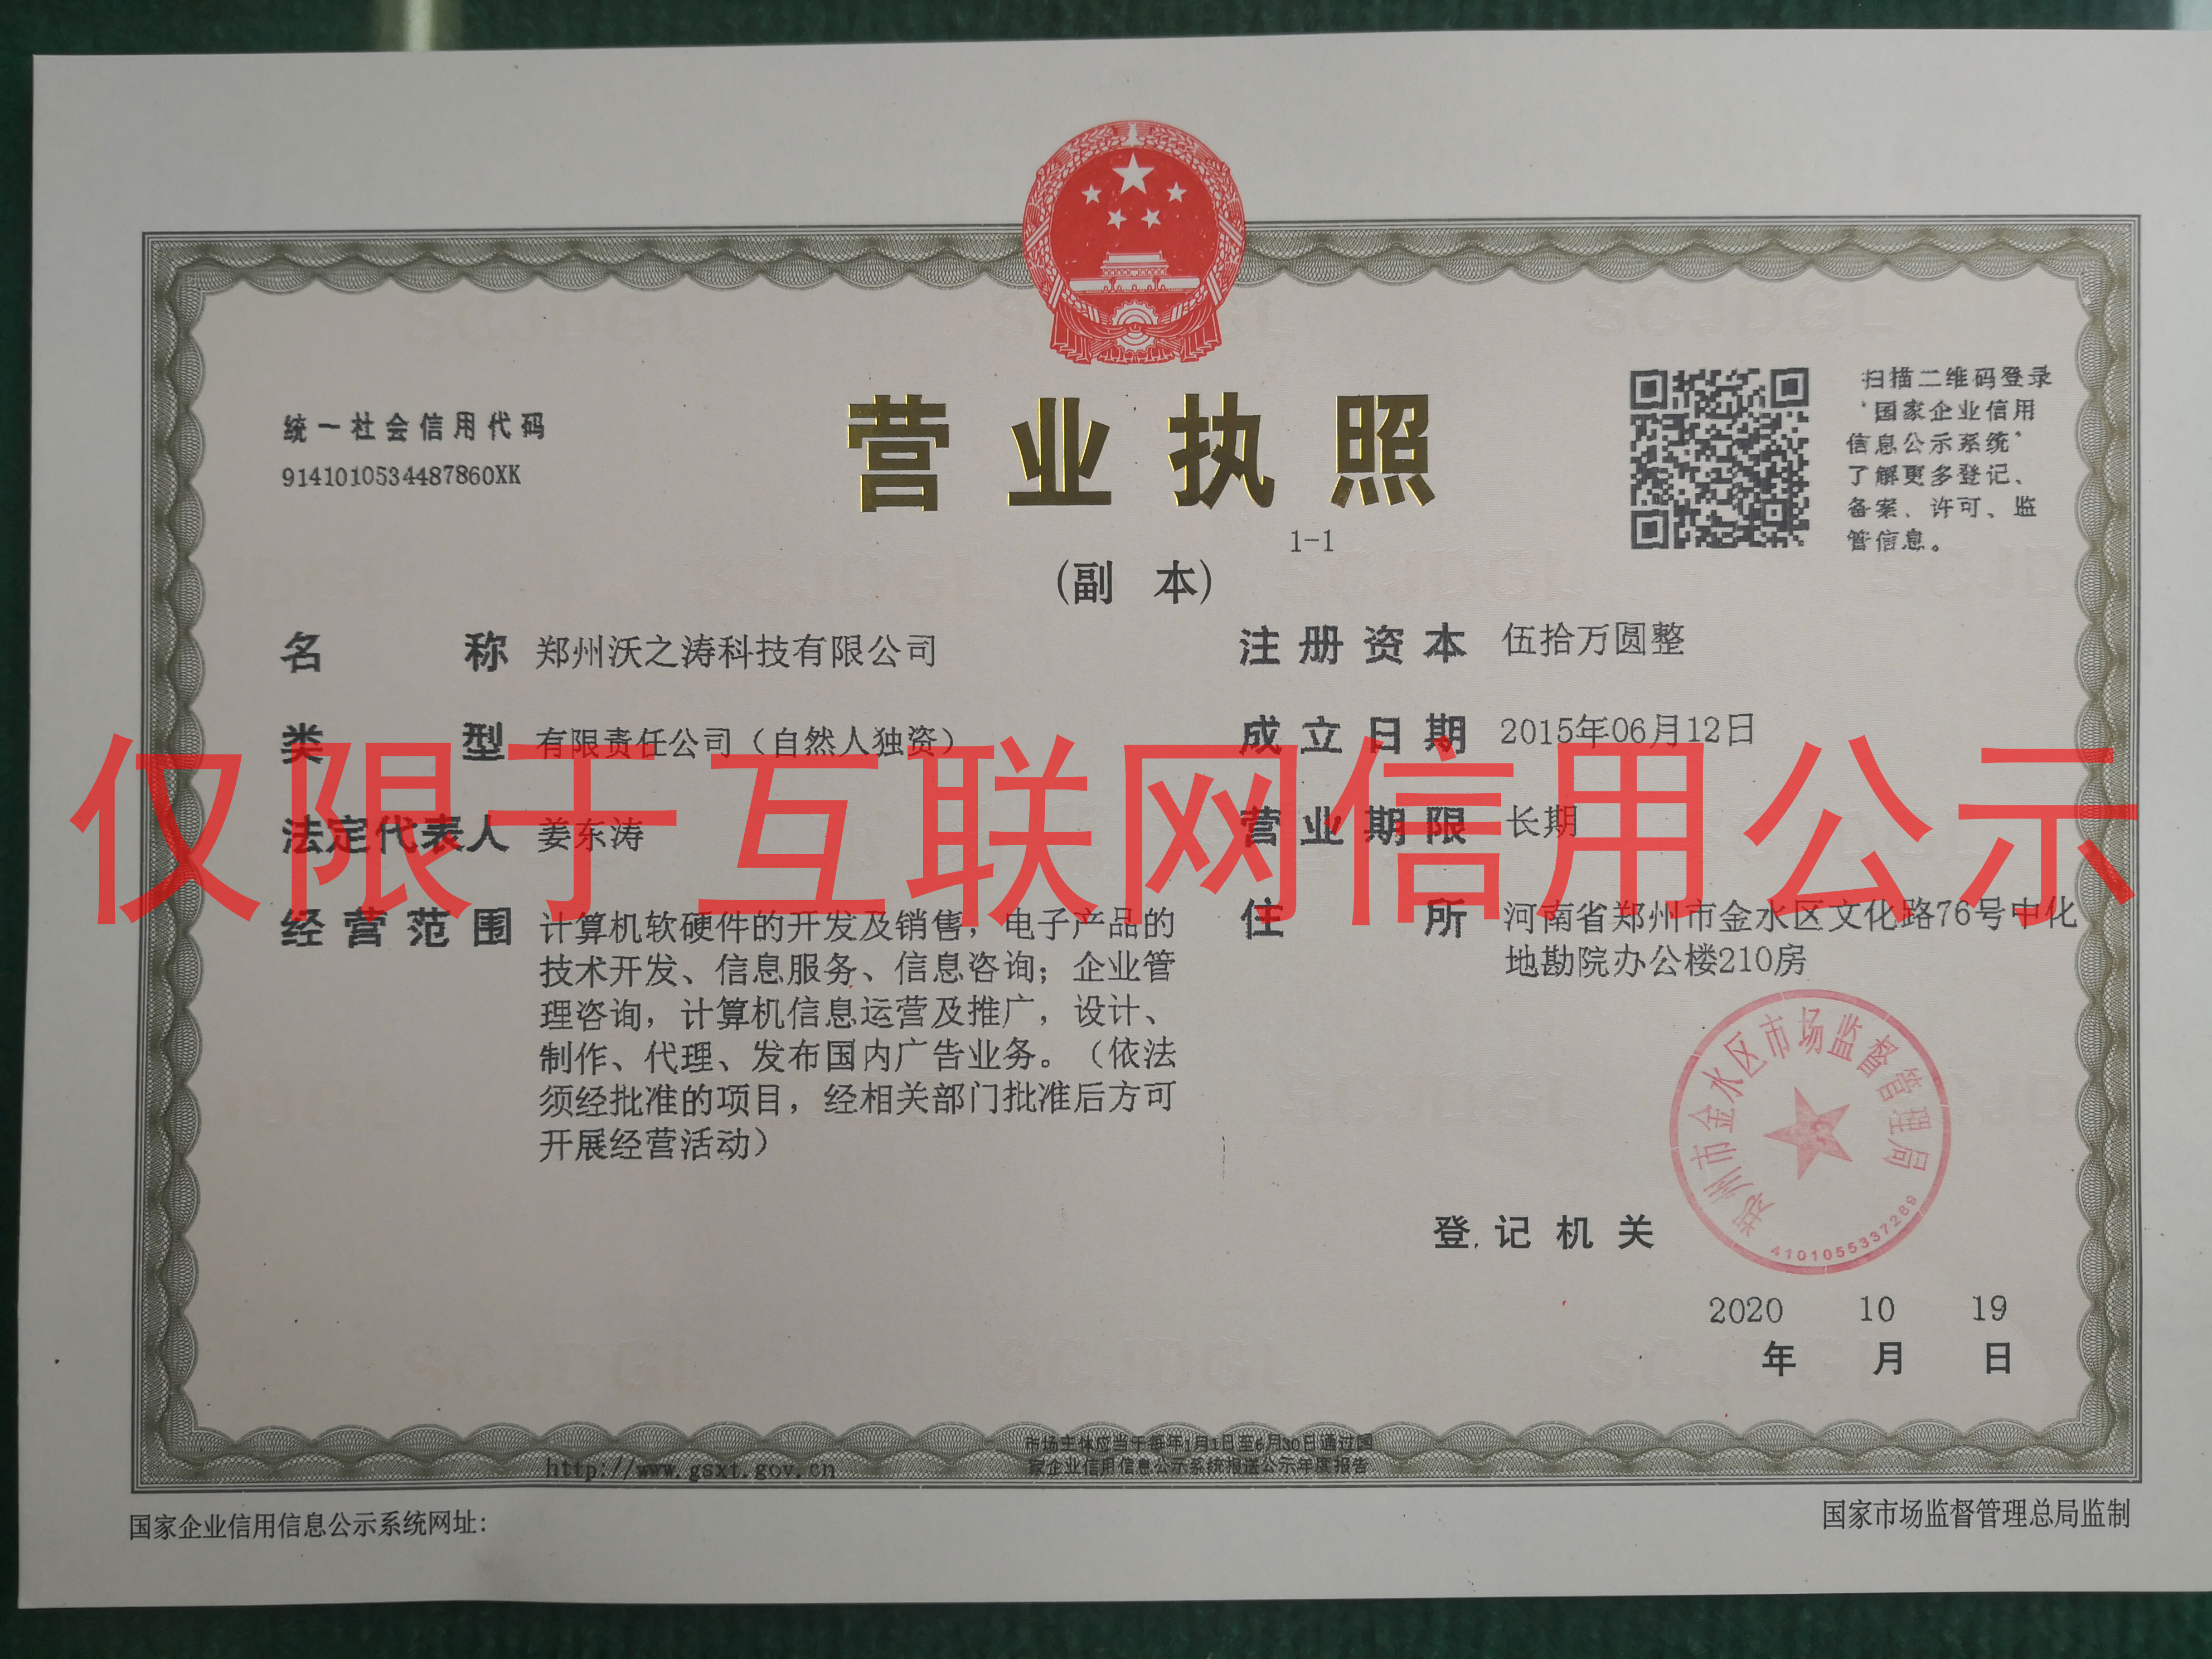 统一社会信用代码
91410105344878​60XK
营业执照
1-1
(副 本)
扫描二维码登录
“国家企业信用
信息公示系统”
了解更多登记、
备案、许可、监
管信息。
名称 郑州沃之涛科技有限公司
类型 有限责任公司（自然人独资）
法定代表人 姜东涛
经营范围 计算机软硬件的开发及销售，电子产品的
技术开发、信息服务、信息咨询；企业管
理咨询，计算机信息运营及推广，设计、
制作、代理、发布国内广告业务。（依法
须经批准的项目，经相关部门批准后方可
开展经营活动）
注册资本 伍拾万圆整
成立日期 2015年06月12日
营业期限 长期
住所 河南省郑州市金水区文化路76号中化
地勘院办公楼210房
仅限于互联网信用公示
登记机关
郑州市金水区市场监督管理局
4101055337289
2020 10 19
年 月 日
http://www.gsxt.gov.cn
市场主体应当于每年1月1日至6月30日通过国
家企业信用信息公示系统报送公示年度报告
国家企业信用信息公示系统网址：
国家市场监督管理总局监制